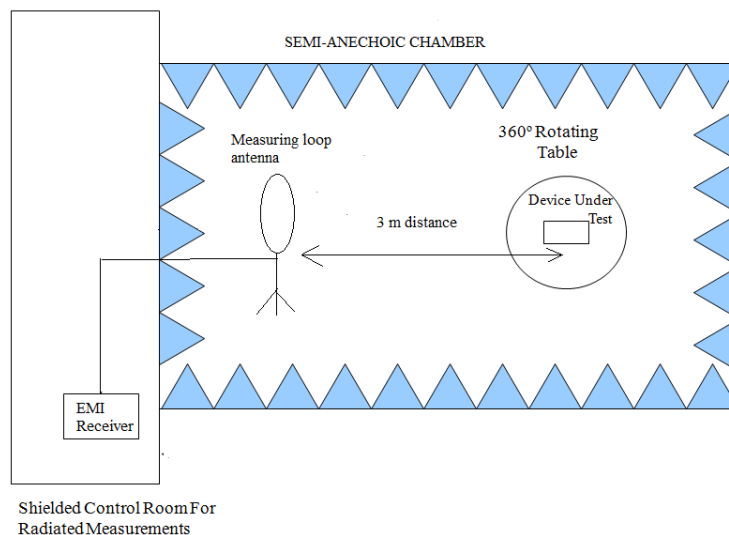 SEMI-ANECHOIC CHAMBER
Measuring loop
antenna
360º Rotating
Table
Device Under
Test
3 m distance
EMI
Receiver
Shielded Control Room For
Radiated Measurements